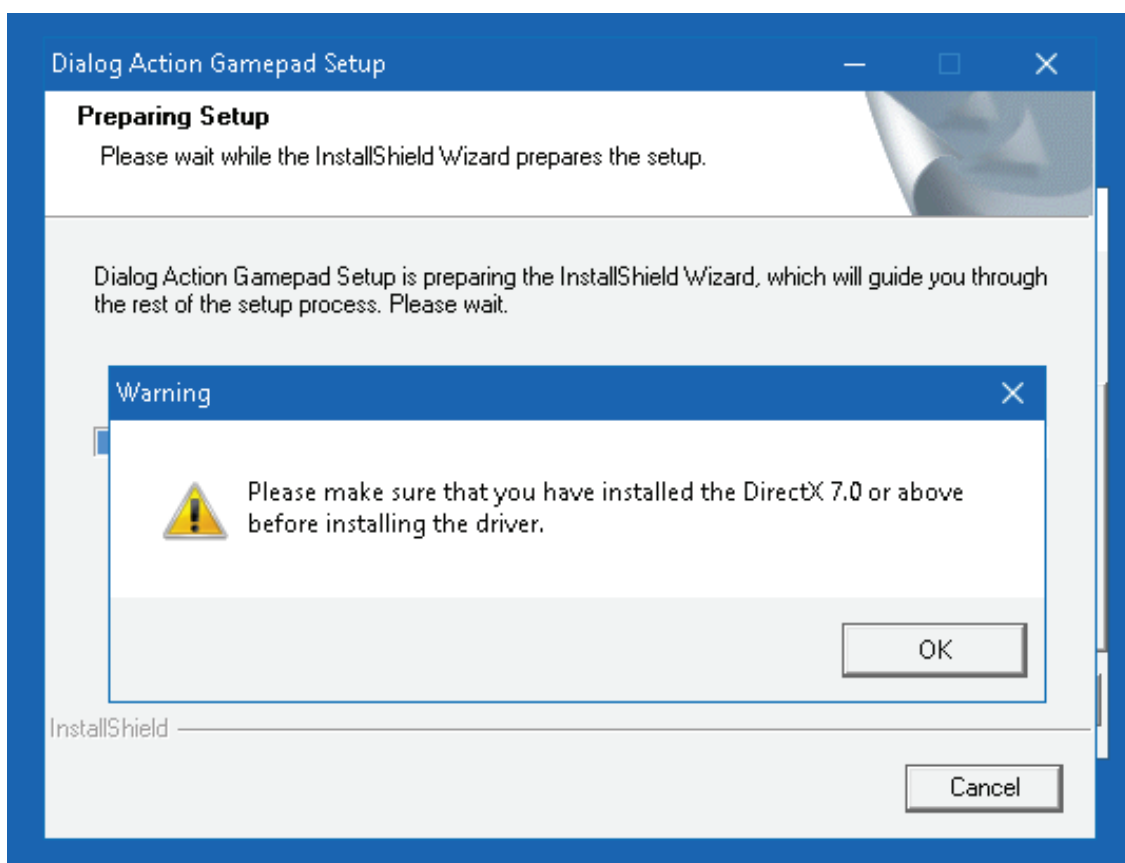 Dialog Action Gamepad Setup
Preparing Setup
Please wait while the InstallShield Wizard prepares the setup.
Dialog Action Gamepad Setup is preparing the InstallShield Wizard, which will guide you through
the rest of the setup process. Please wait.
Warning
Please make sure that you have installed the DirectX 7.0 or above
before installing the driver.
OK
InstallShield
Cancel